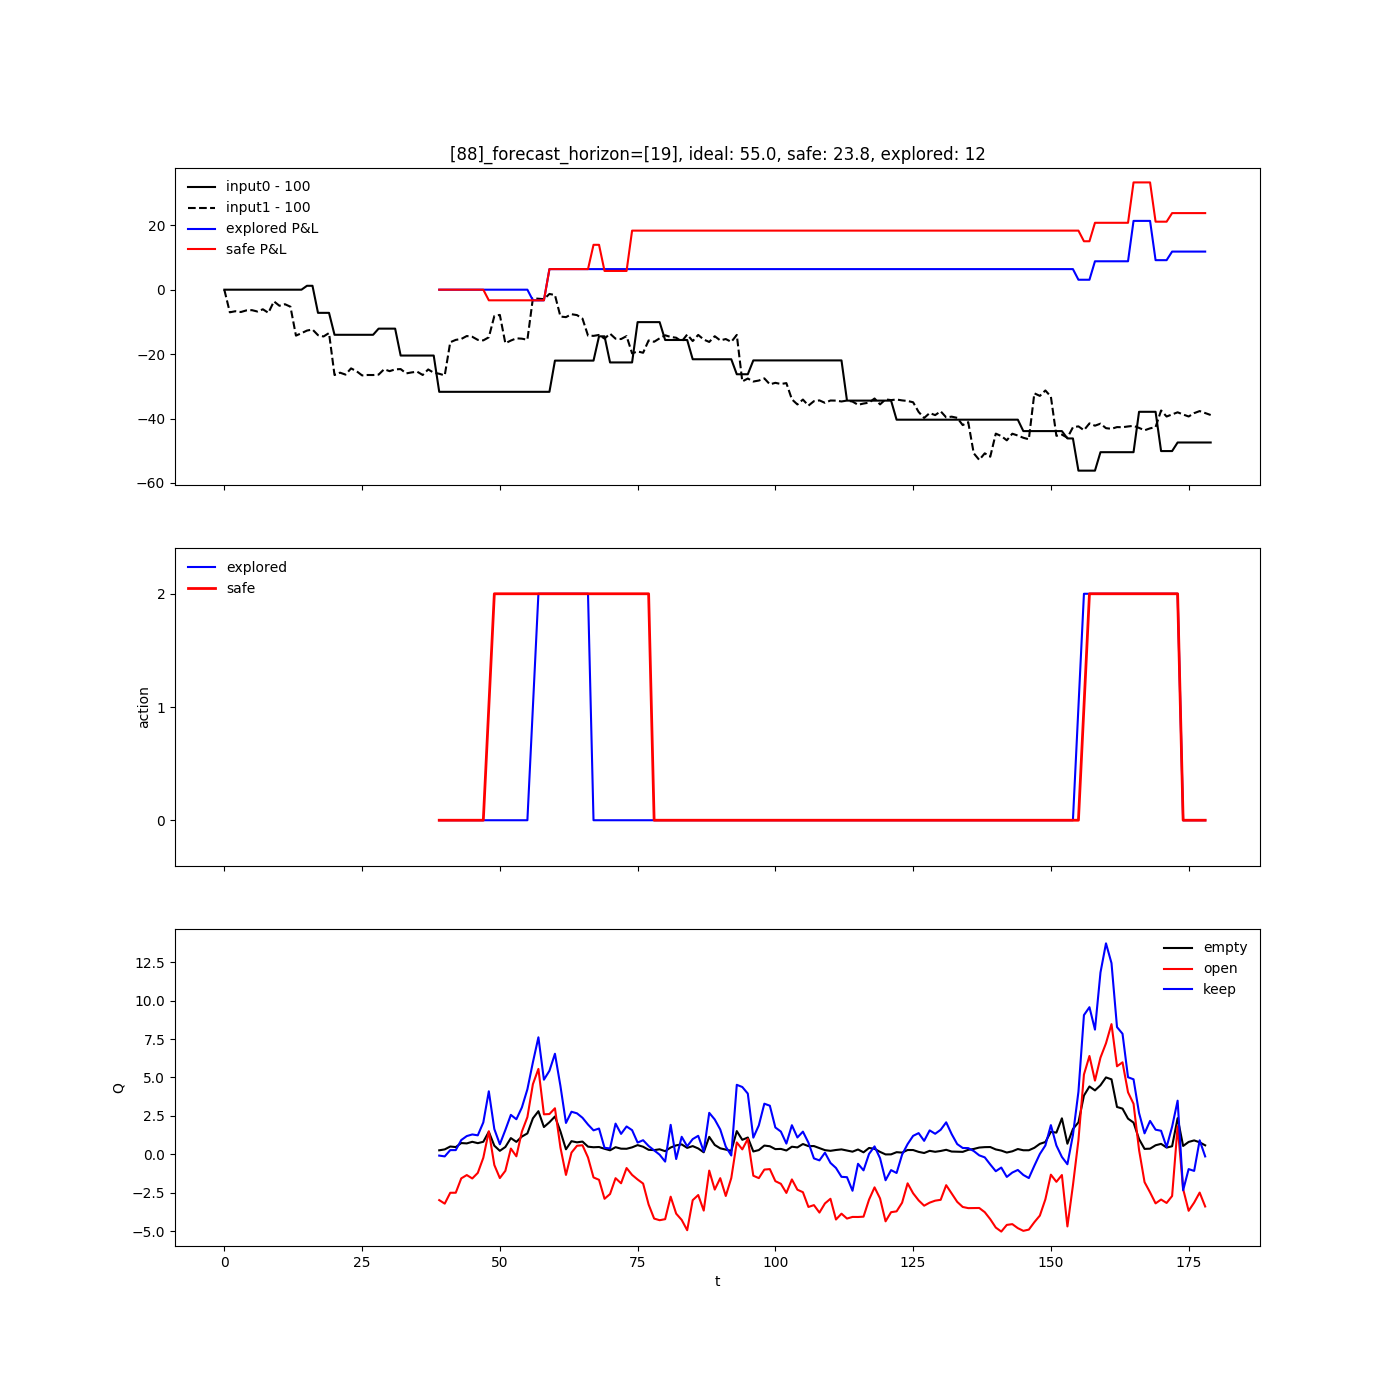 [88]_forecast_horizon=[19], ideal: 55.0, safe: 23.8, explored: 12
input0 - 100
input1 - 100
explored P&L
safe P&L
20
0
−20
−40
−60
explored
safe
2
1
0
action
empty
open
keep
12.5
10.0
7.5
5.0
2.5
0.0
−2.5
−5.0
Q
0 25 50 75 100 125 150 175
t